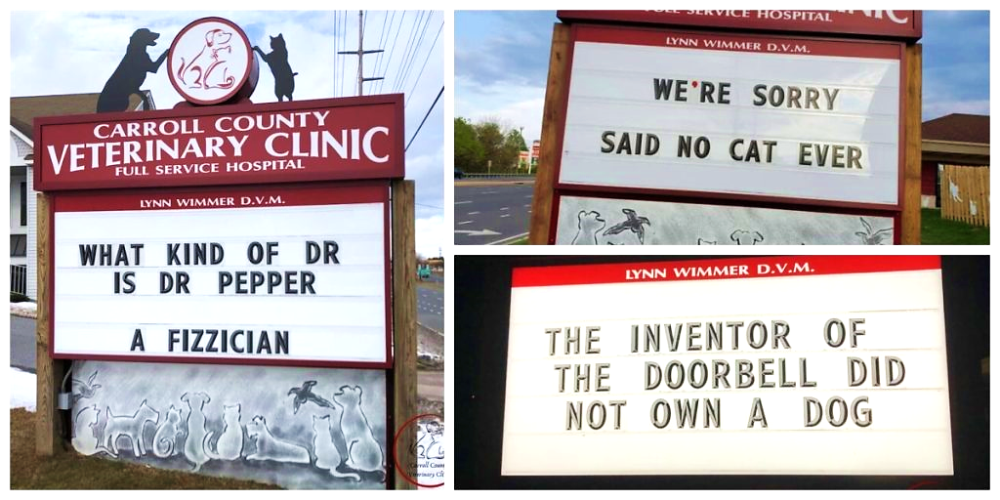 CARROLL COUNTY
VETERINARY CLINIC
FULL SERVICE HOSPITAL
LYNN WIMMER D.V.M.
WHAT KIND OF DR
IS DR PEPPER
A FIZZICIAN
Carroll County
Veterinary Clinic
FULL SERVICE HOSPITAL
LYNN WIMMER D.V.M.
WE'RE SORRY
SAID NO CAT EVER
LYNN WIMMER D.V.M.
THE INVENTOR OF
THE DOORBELL DID
NOT OWN A DOG